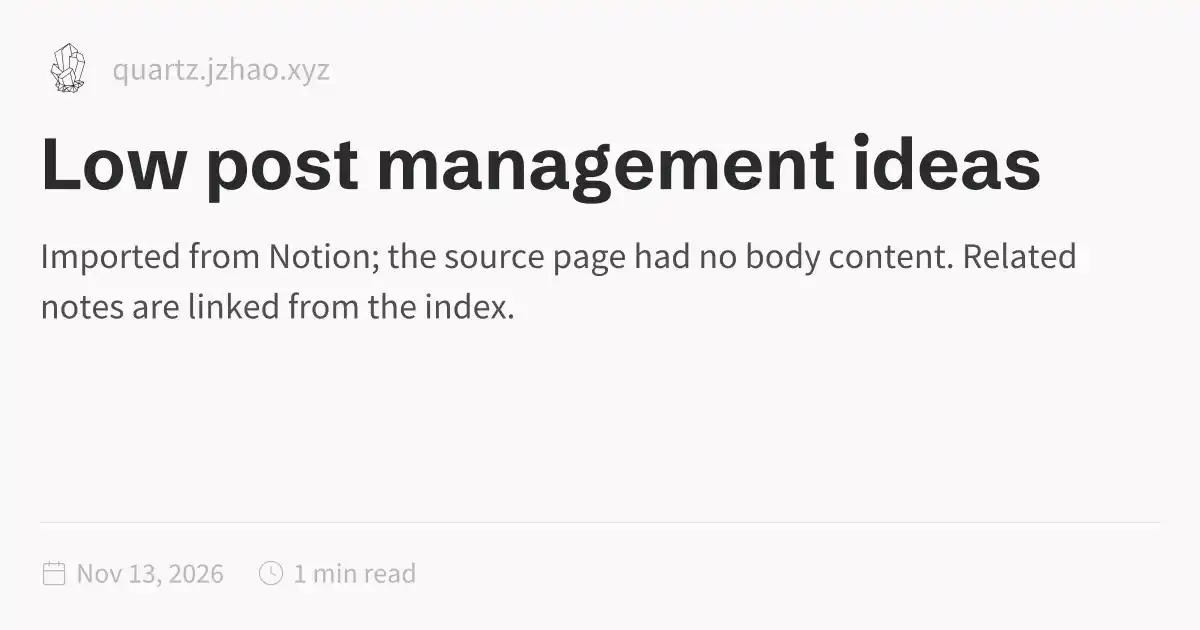 quartz.jzhao.xyz
Low post management ideas
Imported from Notion; the source page had no body content. Related
notes are linked from the index.
Nov 13, 2026 1 min read